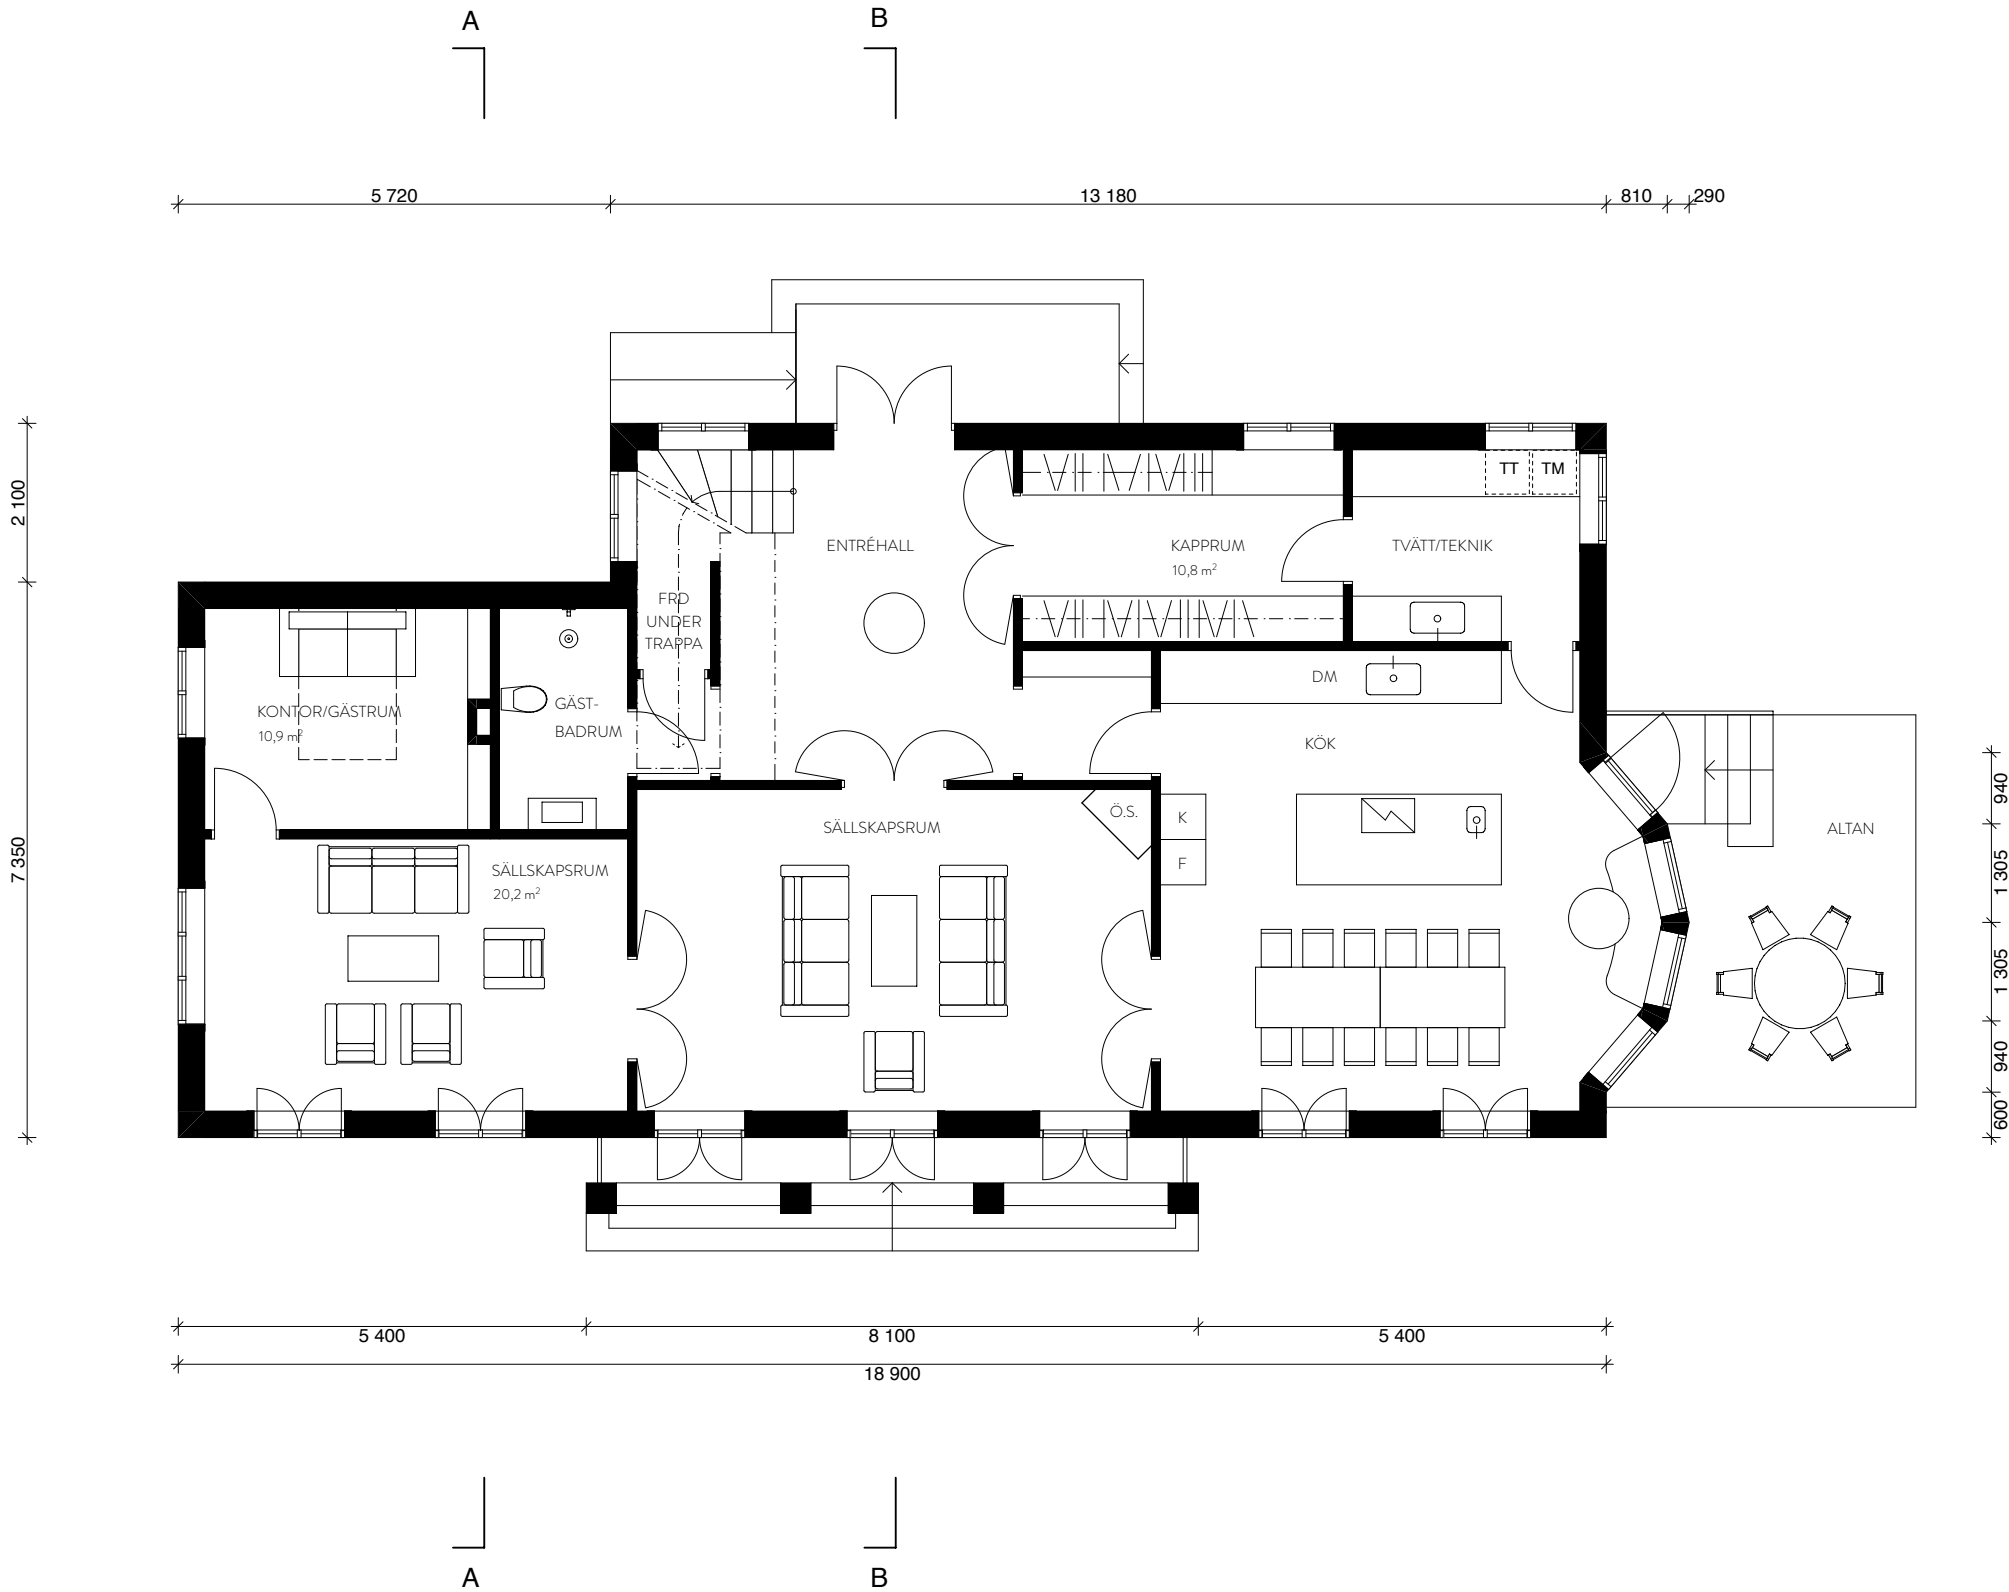 A
B
5 720
13 180
810
290
2 100
7 350
TT
TM
ENTRÉHALL
KAPPRUM
10,8 m²
TVÄTT/TEKNIK
FRD
UNDER
TRAPPA
DM
KONTOR/GÄSTRUM
10,9 m²
GÄST-
BADRUM
KÖK
SÄLLSKAPSRUM
Ö.S.
K
F
SÄLLSKAPSRUM
20,2 m²
ALTAN
940
1 305
1 305
940
600
5 400
8 100
5 400
18 900
A
B